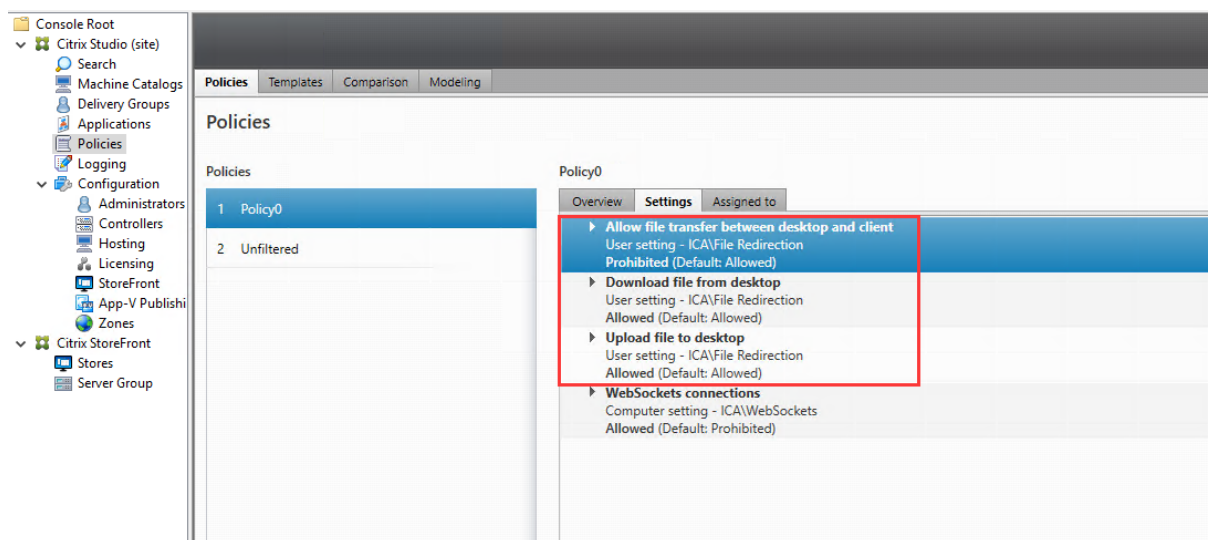 Console Root
Citrix Studio (site)
Search
Machine Catalogs
Delivery Groups
Applications
Policies
Logging
Configuration
Administrators
Controllers
Hosting
Licensing
StoreFront
App-V Publishi
Zones
Citrix StoreFront
Stores
Server Group
Policies Templates Comparison Modeling
Policies
Policies
1 Policy0
2 Unfiltered
Policy0
Overview Settings Assigned to
Allow file transfer between desktop and client
User setting - ICA\File Redirection
Prohibited (Default: Allowed)
Download file from desktop
User setting - ICA\File Redirection
Allowed (Default: Allowed)
Upload file to desktop
User setting - ICA\File Redirection
Allowed (Default: Allowed)
WebSockets connections
Computer setting - ICA\WebSockets
Allowed (Default: Prohibited)